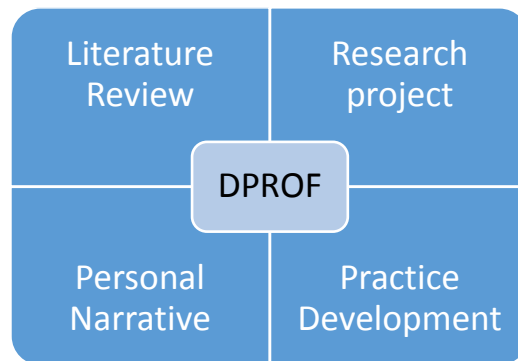 Literature
Review
Research
project
DPROF
Personal
Narrative
Practice
Development